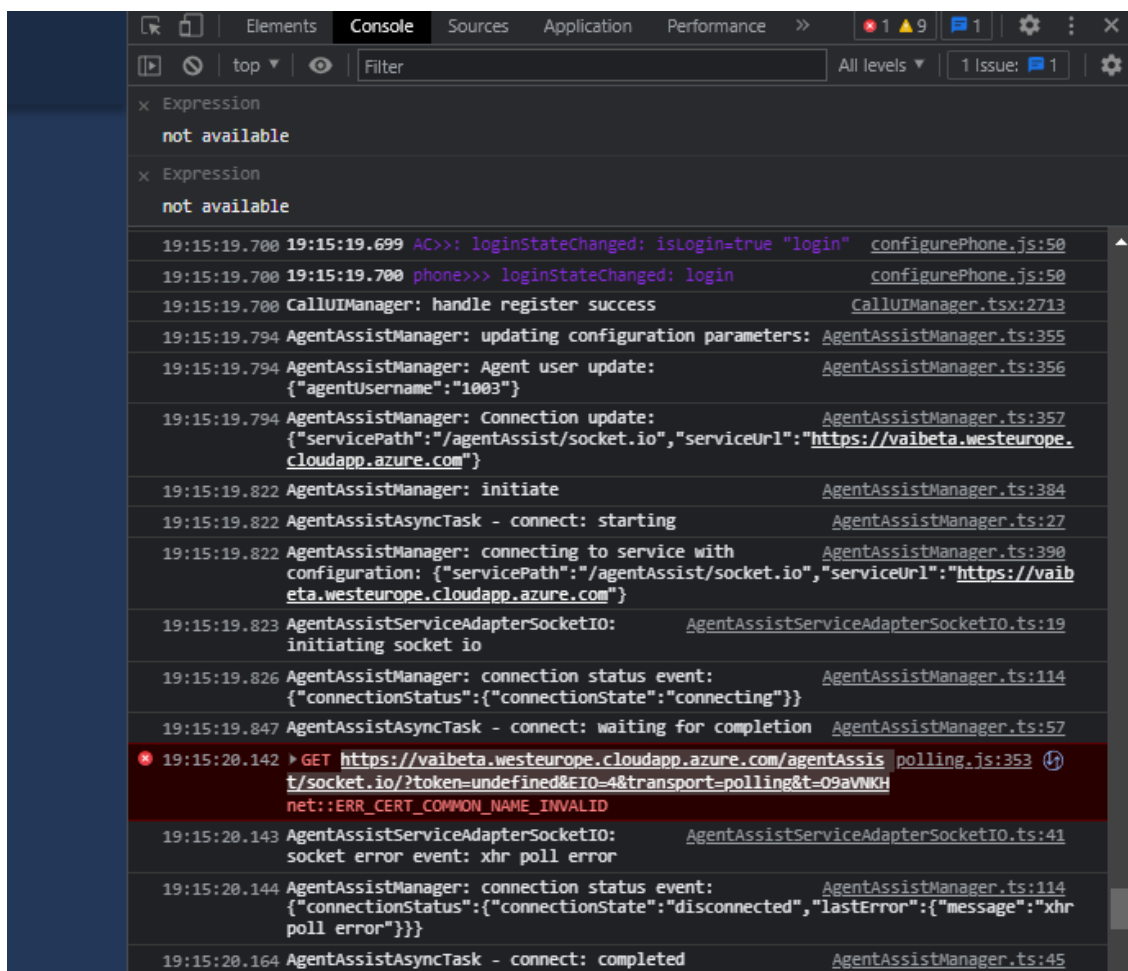 Elements Console Sources Application Performance 1 9 1
top Filter All levels 1 Issue: 1
Expression
not available
Expression
not available
19:15:19.700 19:15:19.699 AC>>: loginStateChanged: isLogin=true "login" configurePhone.js:50
19:15:19.700 19:15:19.700 phone>>> loginStateChanged: login configurePhone.js:50
19:15:19.700 CallUIManager: handle register success CallUIManager.tsx:2713
19:15:19.794 AgentAssistManager: updating configuration parameters: AgentAssistManager.ts:355
19:15:19.794 AgentAssistManager: Agent user update: AgentAssistManager.ts:356
{"agentUsername":"1003"}
19:15:19.794 AgentAssistManager: Connection update: AgentAssistManager.ts:357
{"servicePath":"/agentAssist/socket.io","serviceUrl":"https://vaibeta.westeurope.
cloudapp.azure.com"}
19:15:19.822 AgentAssistManager: initiate AgentAssistManager.ts:384
19:15:19.822 AgentAssistAsyncTask - connect: starting AgentAssistManager.ts:27
19:15:19.822 AgentAssistManager: connecting to service with AgentAssistManager.ts:390
configuration: {"servicePath":"/agentAssist/socket.io","serviceUrl":"https://vaib
eta.westeurope.cloudapp.azure.com"}
19:15:19.823 AgentAssistServiceAdapterSocketIO: AgentAssistServiceAdapterSocketIO.ts:19
initiating socket io
19:15:19.826 AgentAssistManager: connection status event: AgentAssistManager.ts:114
{"connectionStatus":{"connectionState":"connecting"}}
19:15:19.847 AgentAssistAsyncTask - connect: waiting for completion AgentAssistManager.ts:57
19:15:20.142 GET https://vaibeta.westeurope.cloudapp.azure.com/agentAssis polling.js:353
t/socket.io/?token=undefined&EIO=4&transport=polling&t=O9aVNKH
net::ERR_CERT_COMMON_NAME_INVALID
19:15:20.143 AgentAssistServiceAdapterSocketIO: AgentAssistServiceAdapterSocketIO.ts:41
socket error event: xhr poll error
19:15:20.144 AgentAssistManager: connection status event: AgentAssistManager.ts:114
{"connectionStatus":{"connectionState":"disconnected","lastError":{"message":"xhr
poll error"}}}
19:15:20.164 AgentAssistAsyncTask - connect: completed AgentAssistManager.ts:45